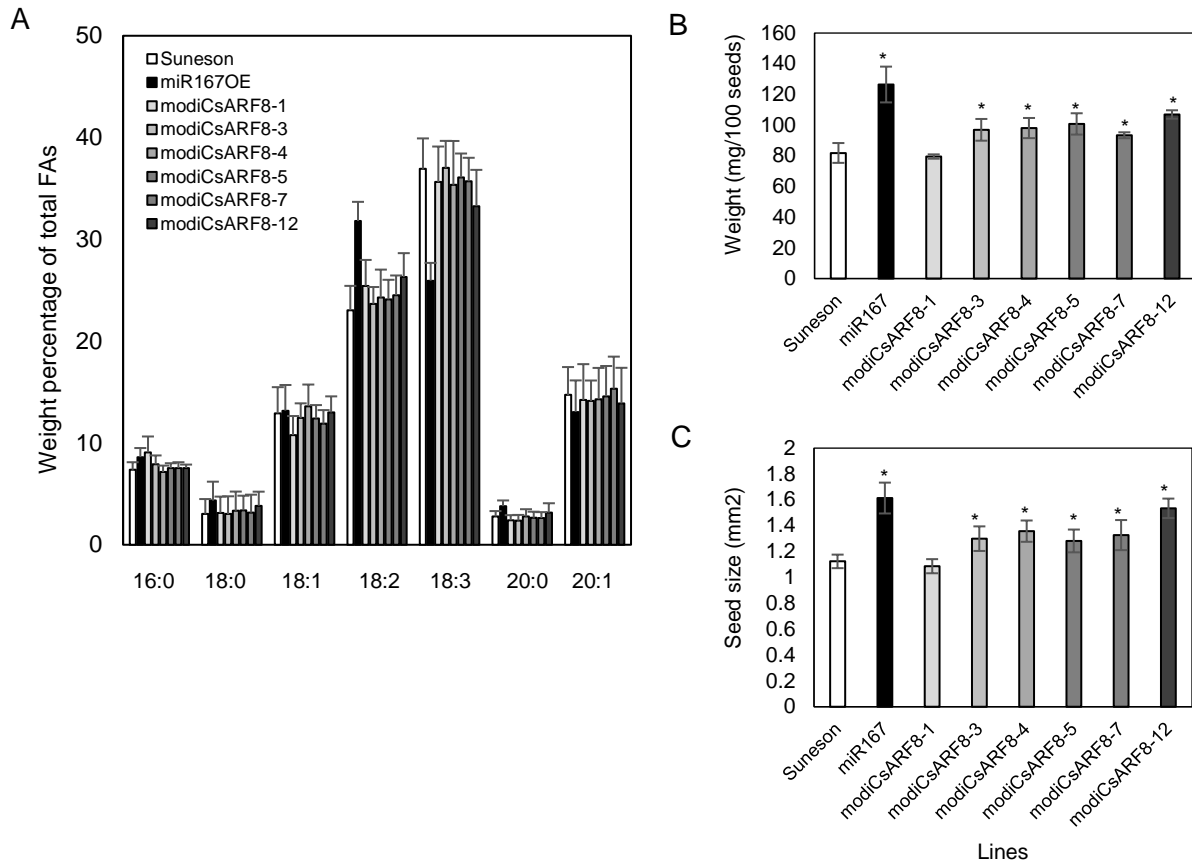 A
Weight percentage of total FAs
50
40
30
20
10
0
Suneson
miR167OE
modiCsARF8-1
modiCsARF8-3
modiCsARF8-4
modiCsARF8-5
modiCsARF8-7
modiCsARF8-12
16:0 18:0 18:1 18:2 18:3 20:0 20:1
B
Weight (mg/100 seeds)
160
140
120
100
80
60
40
20
0
* * * * * *
Suneson
miR167
modiCsARF8-1
modiCsARF8-3
modiCsARF8-4
modiCsARF8-5
modiCsARF8-7
modiCsARF8-12
C
Seed size (mm2)
2
1.8
1.6
1.4
1.2
1
0.8
0.6
0.4
0.2
0
* * * * * *
Suneson
miR167
modiCsARF8-1
modiCsARF8-3
modiCsARF8-4
modiCsARF8-5
modiCsARF8-7
modiCsARF8-12
Lines